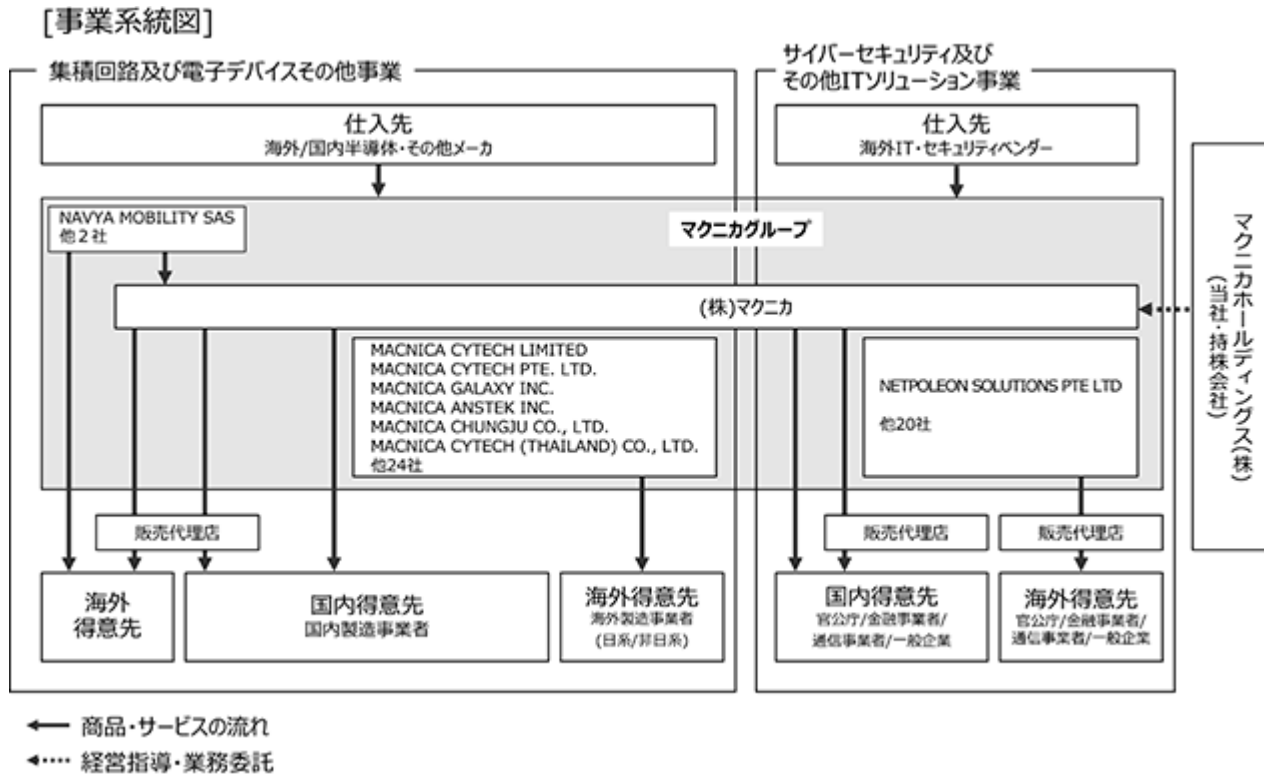 [事業系統図]
集積回路及び電子デバイスその他事業
サイバーセキュリティ及び
その他ITソリューション事業
仕入先
海外/国内半導体・その他メーカ
仕入先
海外IT・セキュリティベンダー
NAVYA MOBILITY SAS
他2社
マクニカグループ
(株)マクニカ
マクニカホールディングス(株)
(当社・持株会社)
MACNICA CYTECH LIMITED
MACNICA CYTECH PTE. LTD.
MACNICA GALAXY INC.
MACNICA ANSTEK INC.
MACNICA CHUNGJU CO., LTD.
MACNICA CYTECH (THAILAND) CO., LTD.
他24社
NETPOLEON SOLUTIONS PTE LTD
他20社
販売代理店
販売代理店
販売代理店
海外
得意先
国内得意先
国内製造事業者
海外得意先
海外製造事業者
(日系/非日系)
国内得意先
官公庁/金融事業者/
通信事業者/一般企業
海外得意先
官公庁/金融事業者/
通信事業者/一般企業
商品・サービスの流れ
経営指導・業務委託